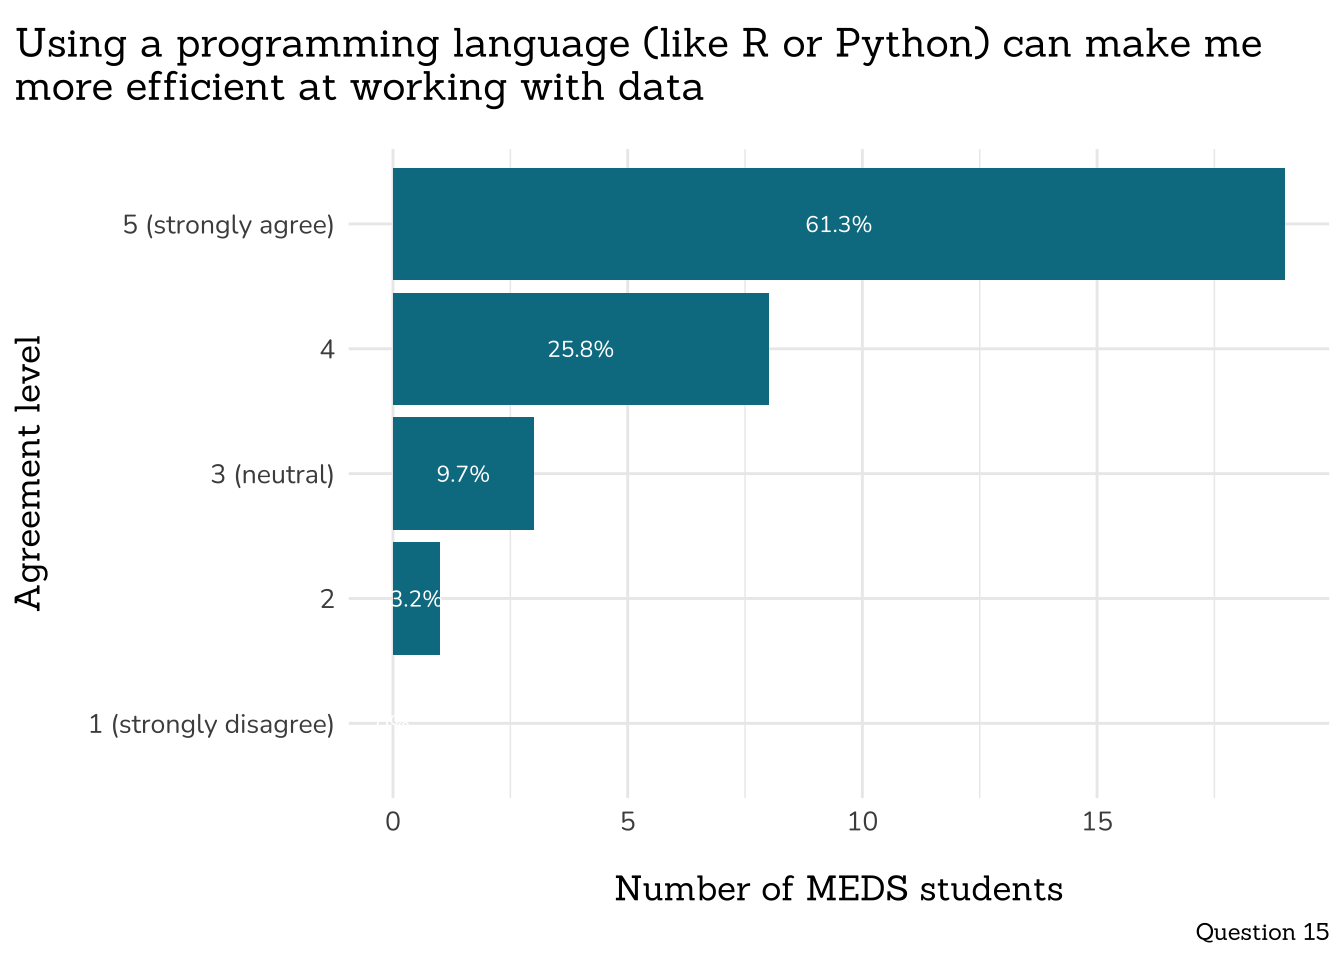 Using a programming language (like R or Python) can make me
more efficient at working with data
5 (strongly agree)
61.3%
4
25.8%
3 (neutral)
9.7%
2
3.2%
1 (strongly disagree)
0
5
10
15
Agreement level
Number of MEDS students
Question 15